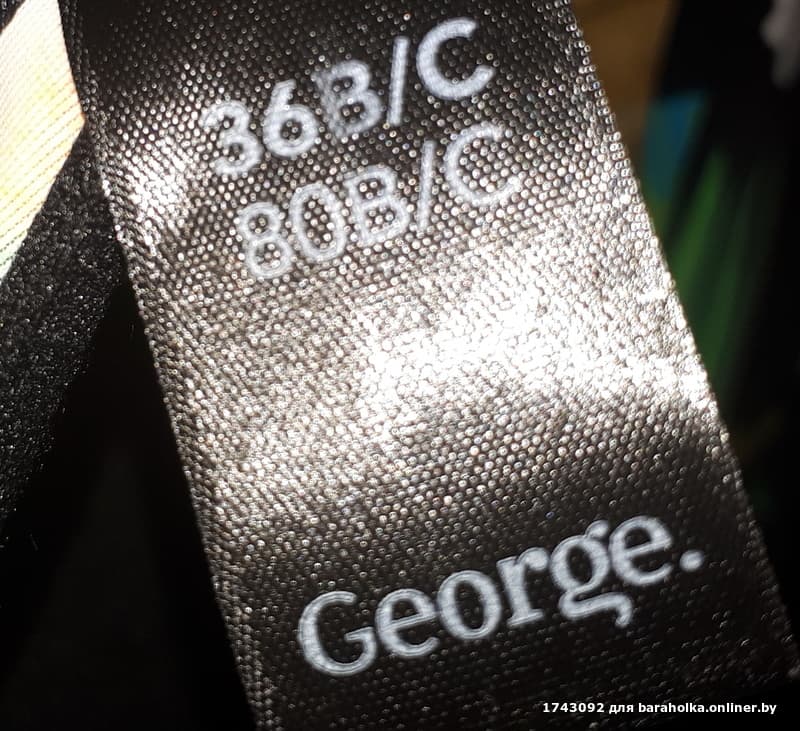 36B/C
80B/C
George.
1743092 для baraholka.onliner.by